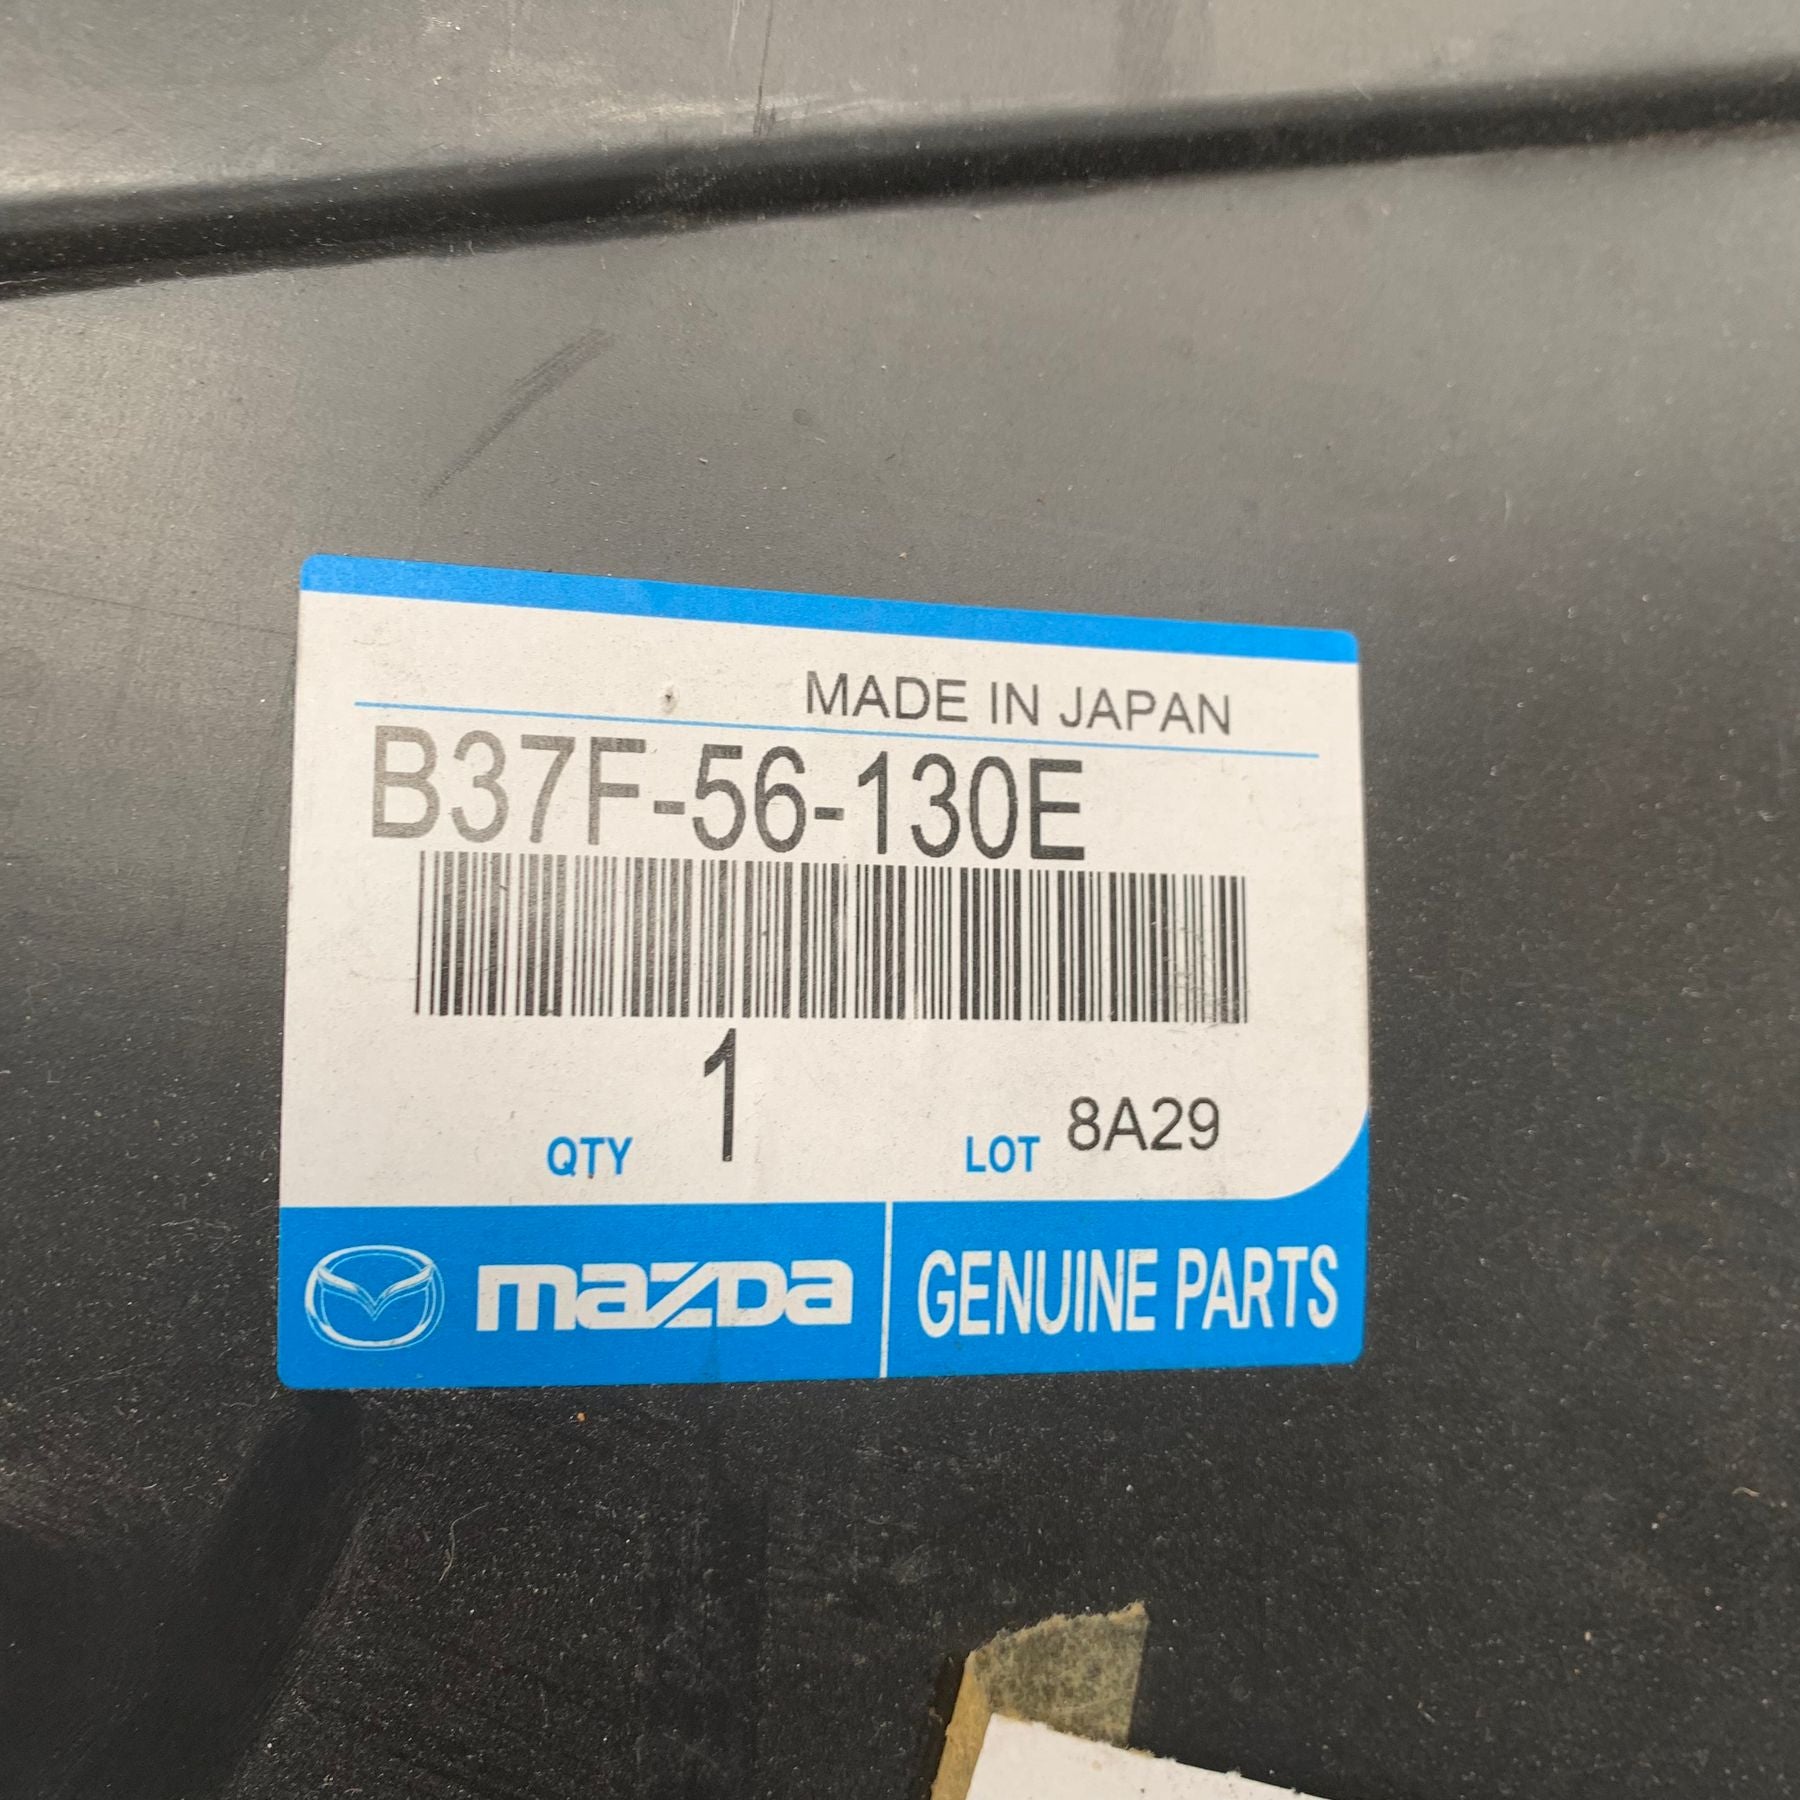 MADE IN JAPAN
B37F-56-130E
QTY 1 LOT 8A29
mazDa GENUINE PARTS